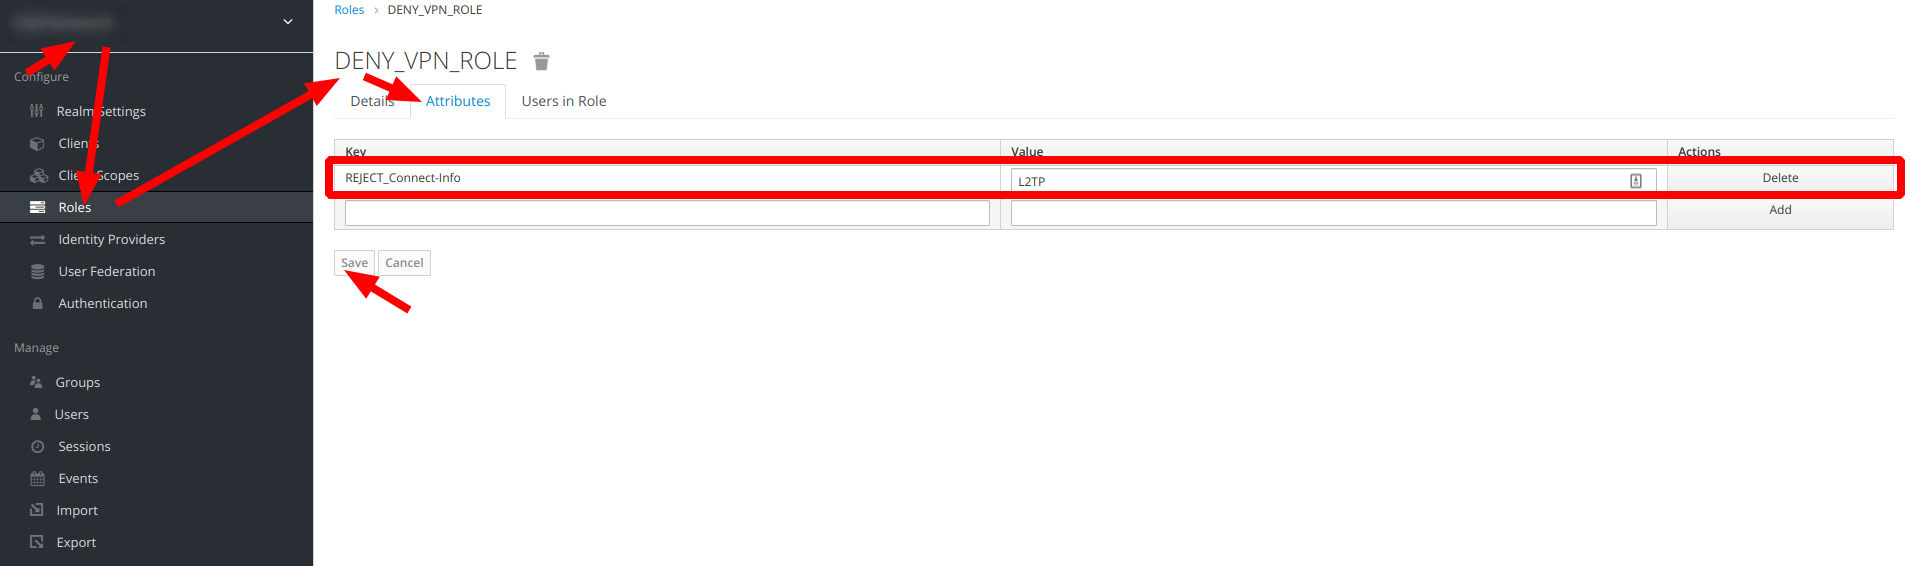 Roles > DENY_VPN_ROLE
DENY_VPN_ROLE
Configure
Realm Settings
Clients
Client Scopes
Roles
Identity Providers
User Federation
Authentication
Manage
Groups
Users
Sessions
Events
Import
Export
Details Attributes Users in Role
Key Value Actions
REJECT_Connect-Info L2TP Delete
Add
Save Cancel